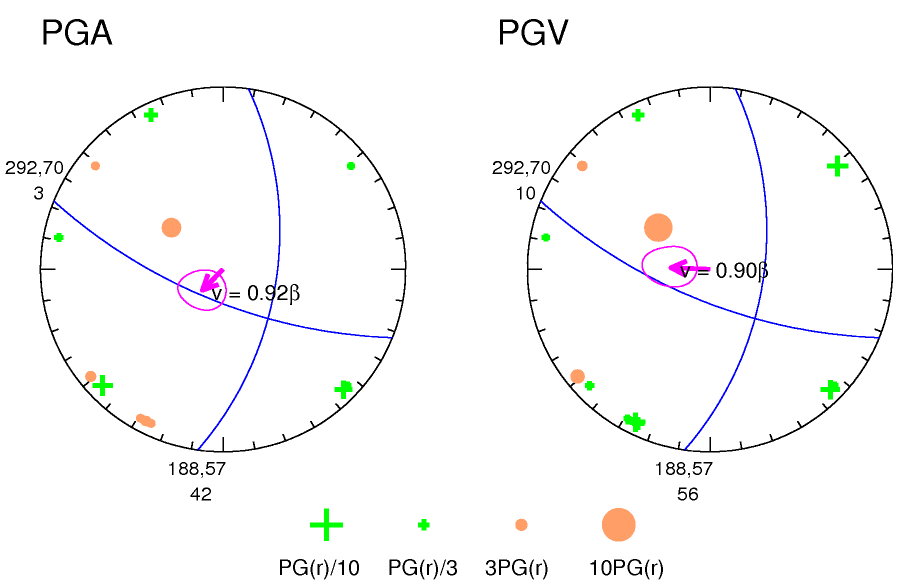 PGA
PGV
292,70
3
292,70
10
v = 0.92β
v = 0.90β
188,57
42
188,57
56
PG(r)/10 PG(r)/3 3PG(r) 10PG(r)